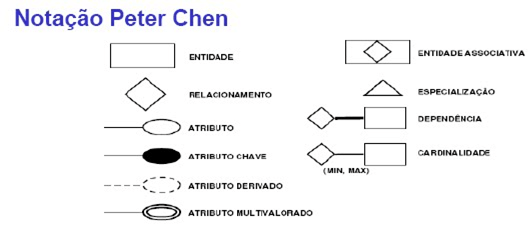 Notação Peter Chen
ENTIDADE
RELACIONAMENTO
ATRIBUTO
ATRIBUTO CHAVE
ATRIBUTO DERIVADO
ATRIBUTO MULTIVALORADO
ENTIDADE ASSOCIATIVA
ESPECIALIZAÇÃO
DEPENDÊNCIA
CARDINALIDADE
(MIN, MAX)